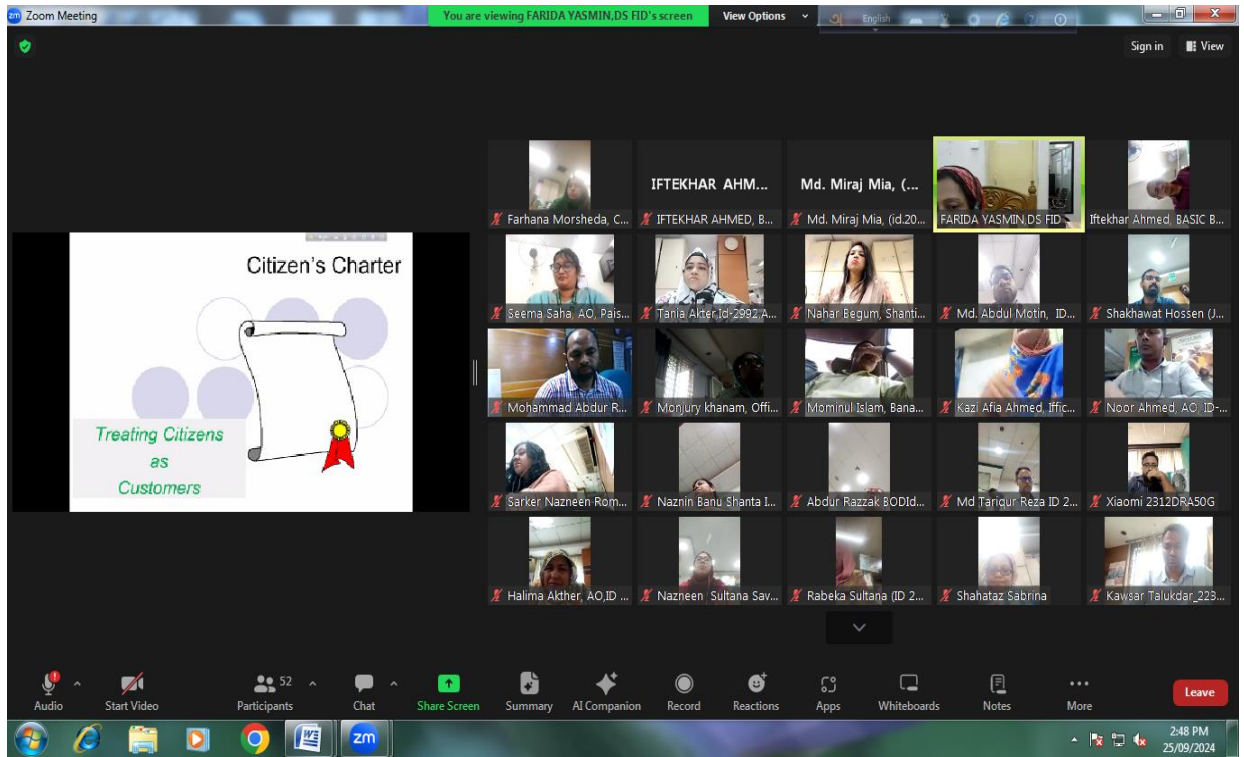 Zoom Meeting
You are viewing FARIDA YASMIN,DS FID's screen
View Options
English
Sign in
View
Citizen's Charter
Treating Citizens
as
Customers
IFTEKHAR AHM...
Md. Miraj Mia, (...
Farhana Morsheda, C...
IFTEKHAR AHMED, B...
Md. Miraj Mia, (id.20...
FARIDA YASMIN,DS FID
Iftekhar Ahmed, BASIC B...
Seema Saha, AO, Pais...
Tania Akter Id-2992,A...
Nahar Begum, Shanti...
Md. Abdul Motin, ID...
Shakhawat Hossen (J...
Mohammad Abdur R...
Monjury khanam, Offi...
Mominul Islam, Bana...
Kazi Afia Ahmed, Iffic...
Noor Ahmed, AO, ID-...
Sarker Nazneen Rom...
Naznin Banu Shanta I...
Abdur Razzak BODId...
Md Tariqur Reza ID 2...
Xiaomi 2312DRA50G
Halima Akther, AO,ID ...
Nazneen Sultana Sav...
Rabeka Sultana (ID 2...
Shahataz Sabrina
Kawsar Talukdar_223...
52
Audio
Start Video
Participants
Chat
Share Screen
Summary
AI Companion
Record
Reactions
Apps
Whiteboards
Notes
More
Leave
zm
2:48 PM
25/09/2024